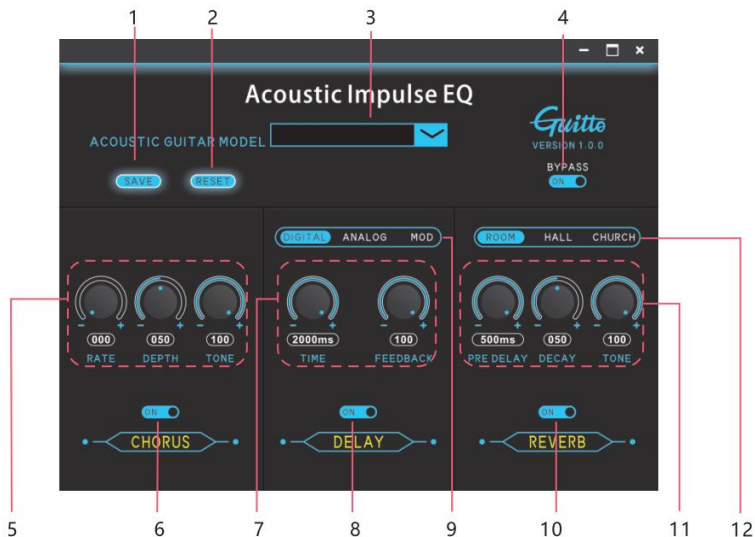 1 2 3 4
Acoustic Impulse EQ
ACOUSTIC GUITAR MODEL
Guitto
VERSION 1.0.0
BYPASS
SAVE RESET ON
DIGITAL ANALOG MOD
ROOM HALL CHURCH
- + - + - + - + - + - + - + - +
000 050 100 2000ms 100 500ms 050 100
RATE DEPTH TONE TIME FEEDBACK PRE DELAY DECAY TONE
ON ON ON
CHORUS DELAY REVERB
5 6 7 8 9 10 11 12